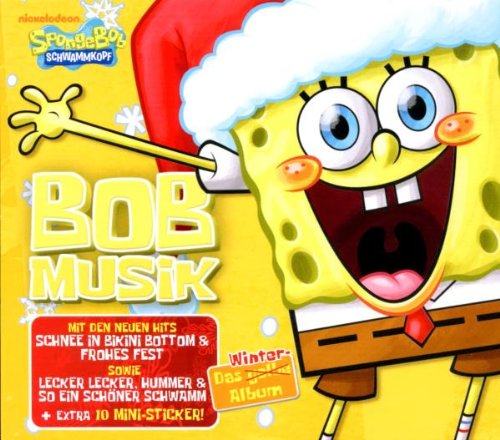 nickelodeon
SpongeBob
SCHWAMMKOPF
BOB
MUSIK
MIT DEN NEUEN HITS
SCHNEE IN BIKINI BOTTOM &
FROHES FEST
SOWIE
LECKER LECKER, HUMMER &
SO EIN SCHÖNER SCHWAMM
+ EXTRA 10 MINI-STICKER!
Winter-
Das gelbe
Album